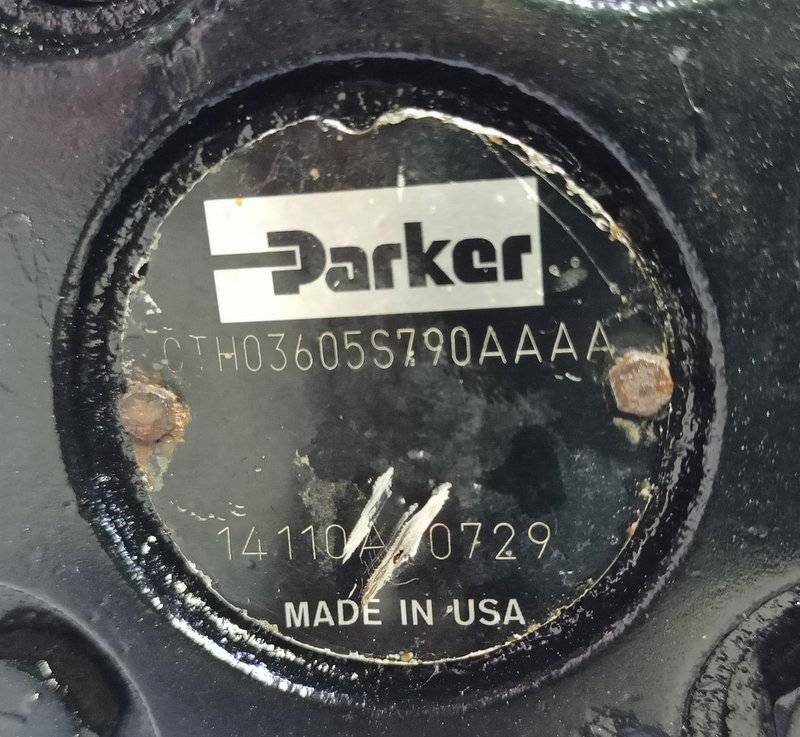 Parker
CTH03605S790AAAA
14110A 0729
MADE IN USA